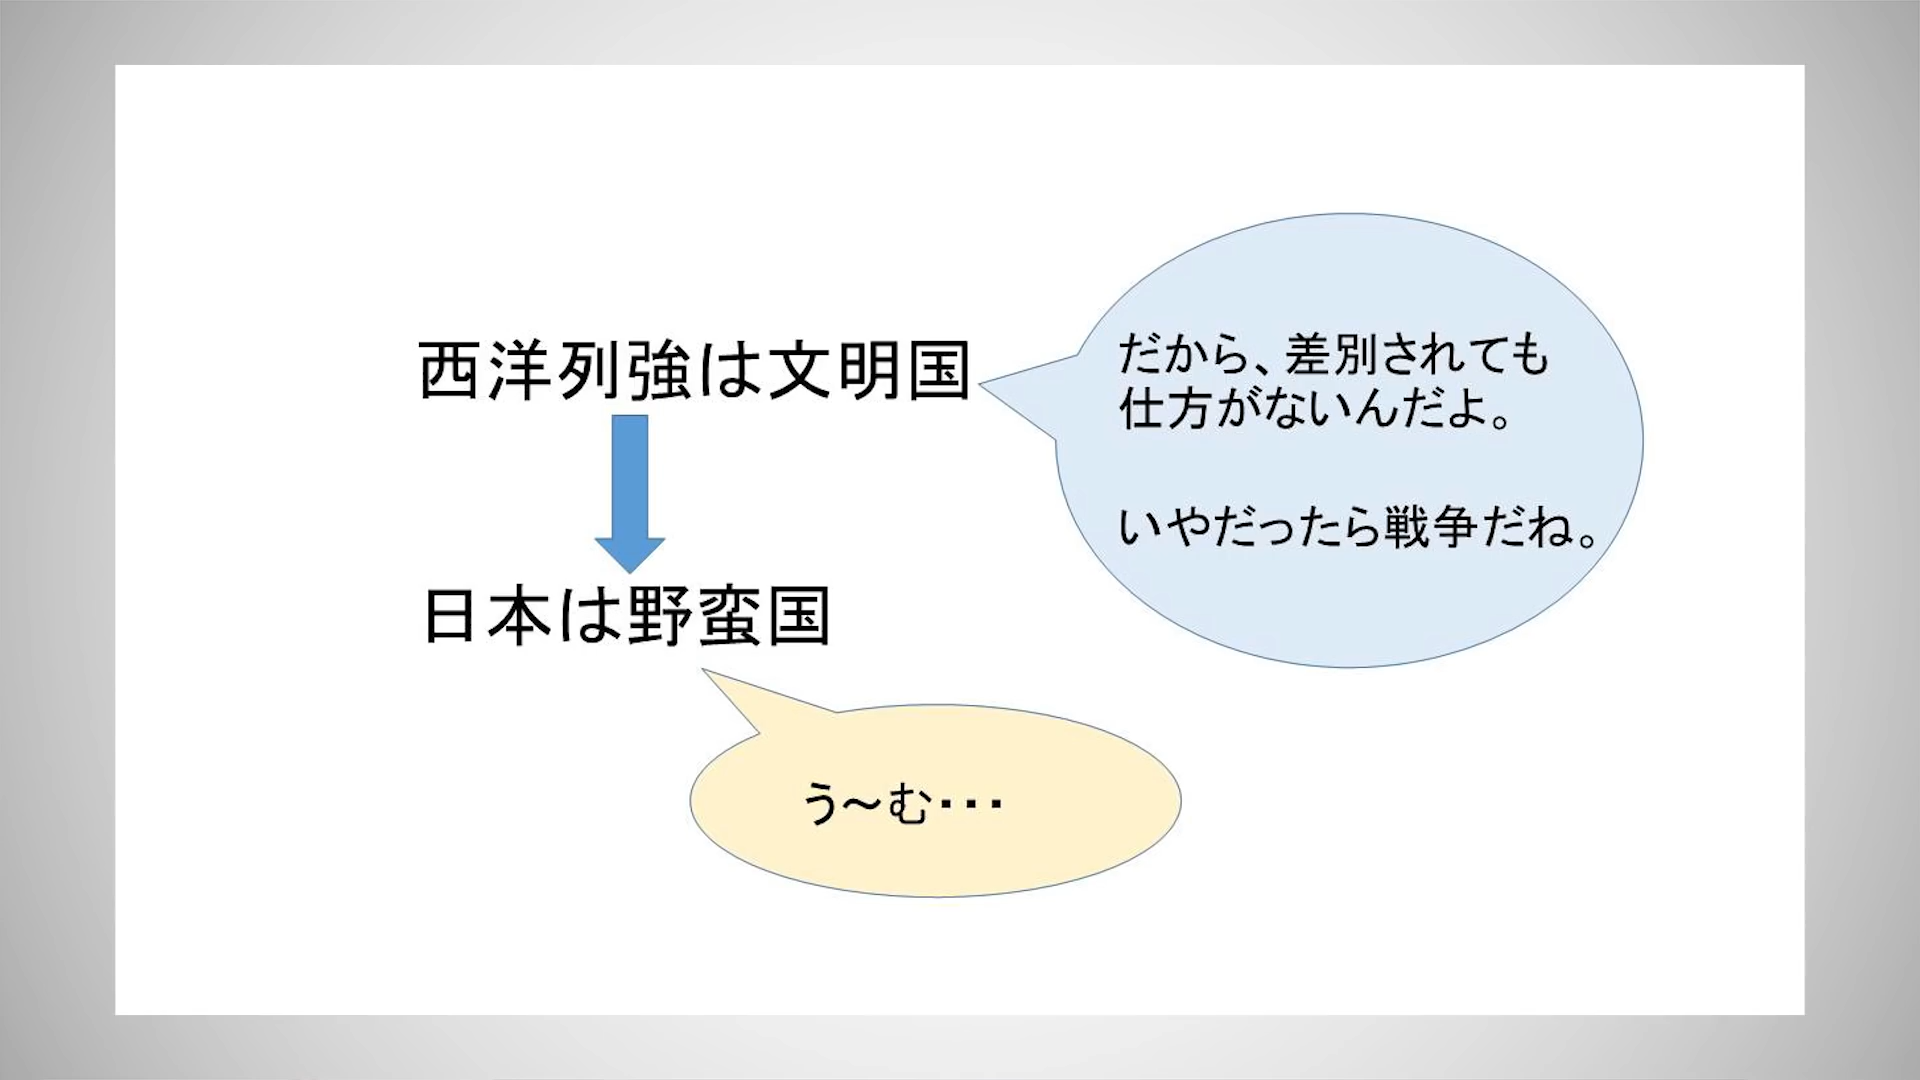 西洋列強は文明国
だから、差別されても
仕方がないんだよ。
いやだったら戦争だね。
日本は野蛮国
う～む・・・